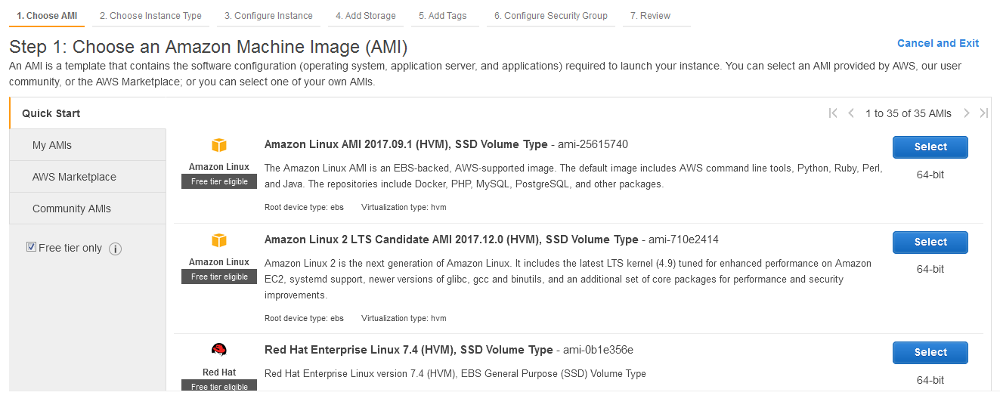 1. Choose AMI 2. Choose Instance Type 3. Configure Instance 4. Add Storage 5. Add Tags 6. Configure Security Group 7. Review
Step 1: Choose an Amazon Machine Image (AMI)
Cancel and Exit
An AMI is a template that contains the software configuration (operating system, application server, and applications) required to launch your instance. You can select an AMI provided by AWS, our user
community, or the AWS Marketplace; or you can select one of your own AMIs.
Quick Start
1 to 35 of 35 AMIs
My AMIs
AWS Marketplace
Community AMIs
Free tier only
Amazon Linux
Free tier eligible
Amazon Linux AMI 2017.09.1 (HVM), SSD Volume Type - ami-25615740
The Amazon Linux AMI is an EBS-backed, AWS-supported image. The default image includes AWS command line tools, Python, Ruby, Perl,
and Java. The repositories include Docker, PHP, MySQL, PostgreSQL, and other packages.
Root device type: ebs Virtualization type: hvm
Select
64-bit
Amazon Linux
Free tier eligible
Amazon Linux 2 LTS Candidate AMI 2017.12.0 (HVM), SSD Volume Type - ami-710e2414
Amazon Linux 2 is the next generation of Amazon Linux. It includes the latest LTS kernel (4.9) tuned for enhanced performance on Amazon
EC2, systemd support, newer versions of glibc, gcc and binutils, and an additional set of core packages for performance and security
improvements.
Root device type: ebs Virtualization type: hvm
Select
64-bit
Red Hat
Free tier eligible
Red Hat Enterprise Linux 7.4 (HVM), SSD Volume Type - ami-0b1e356e
Red Hat Enterprise Linux version 7.4 (HVM), EBS General Purpose (SSD) Volume Type
Select
64-bit